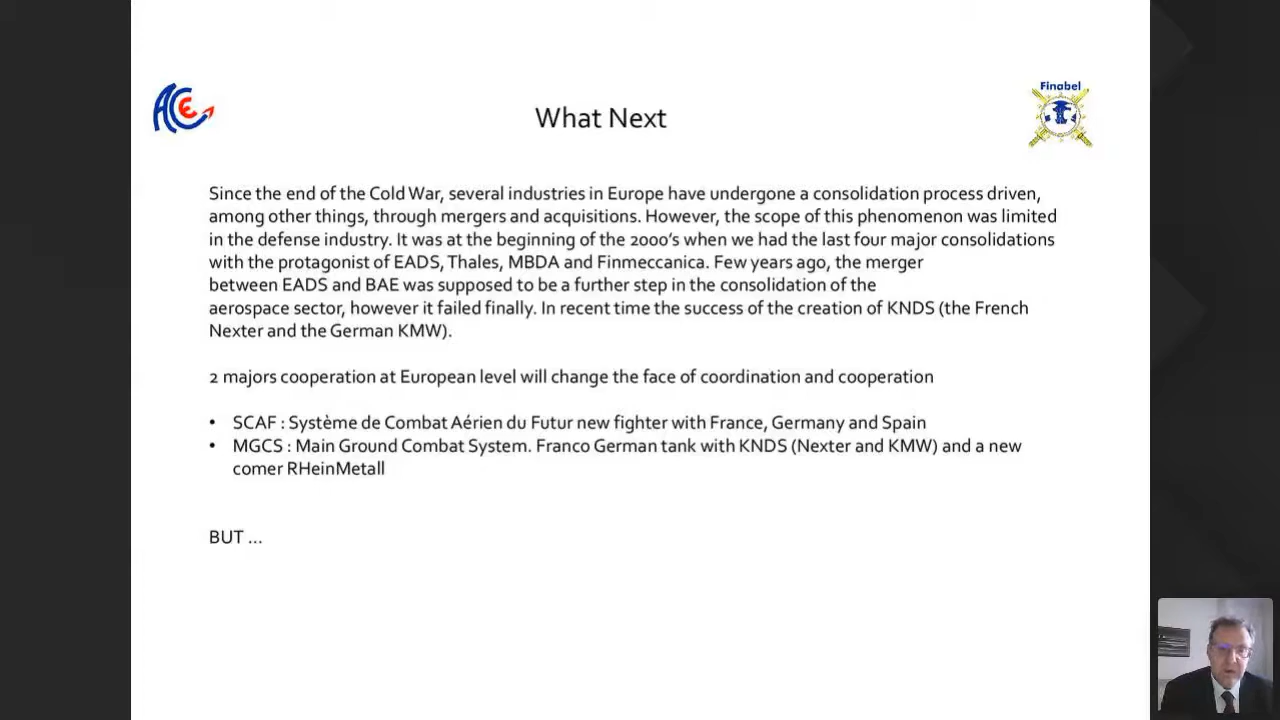 ACE
Finabel
What Next
Since the end of the Cold War, several industries in Europe have undergone a consolidation process driven,
among other things, through mergers and acquisitions. However, the scope of this phenomenon was limited
in the defense industry. It was at the beginning of the 2000's when we had the last four major consolidations
with the protagonist of EADS, Thales, MBDA and Finmeccanica. Few years ago, the merger
between EADS and BAE was supposed to be a further step in the consolidation of the
aerospace sector, however it failed finally. In recent time the success of the creation of KNDS (the French
Nexter and the German KMW).
2 majors cooperation at European level will change the face of coordination and cooperation
• SCAF : Système de Combat Aérien du Futur new fighter with France, Germany and Spain
• MGCS : Main Ground Combat System. Franco German tank with KNDS (Nexter and KMW) and a new
comer RHeinMetall
BUT ...